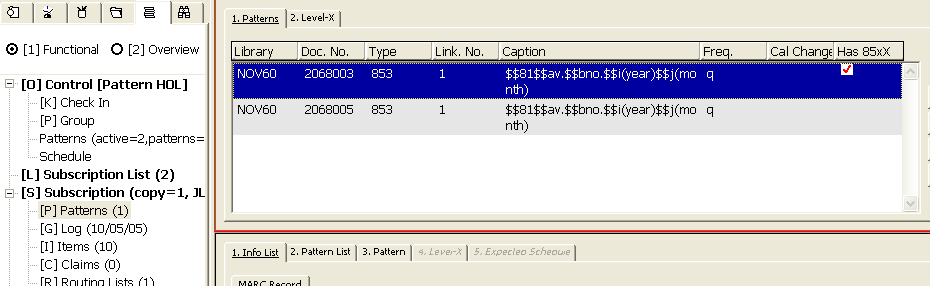 [1] Functional [2] Overview
[O] Control [Pattern HOL]
[K] Check In
[P] Group
Patterns (active=2,patterns=
Schedule
[L] Subscription List (2)
[S] Subscription (copy=1, JL
[P] Patterns (1)
[G] Log (10/05/05)
[I] Items (10)
[C] Claims (0)
[R] Routing Lists (1)
1. Patterns 2. Level-X
Library Doc. No. Type Link. No. Caption Freq. Cal Change Has 85xX
NOV60 2068003 853 1 $$81$$av.$$bno.$$i(year)$$j(mo q
nth)
NOV60 2068005 853 1 $$81$$av.$$bno.$$i(year)$$j(mo q
nth)
1. Info List 2. Pattern List 3. Pattern 4. Level-X 5. Expected Schedule
MARC Record